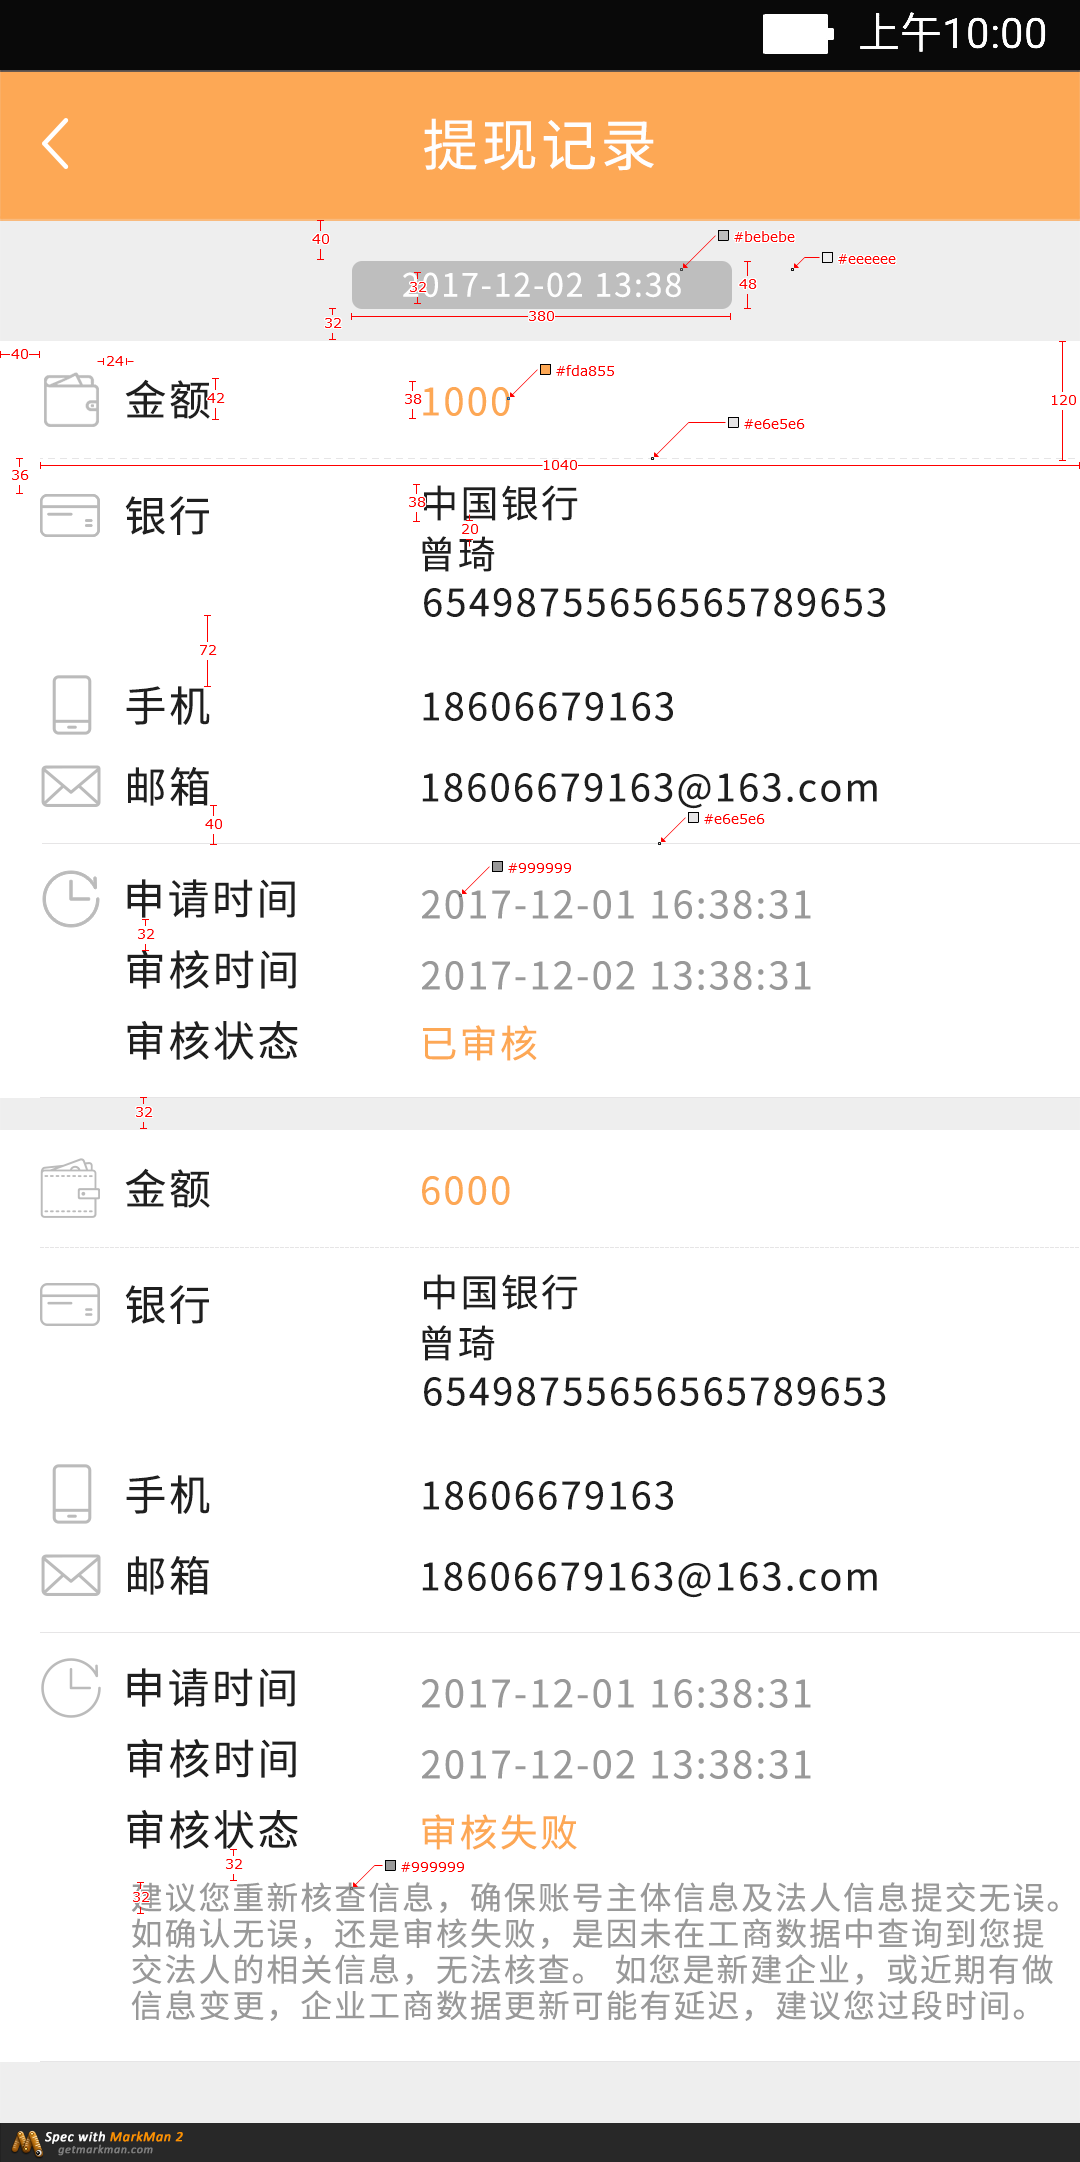 上午10:00
提现记录
40
#bebebe
#eeeeee
2017-12-02 13:38
32
48
32
380
40
24
#fda855
金额
42
38
1000
120
#e6e5e6
1040
36
银行
38
中国银行
20
曾琦
65498755656565789653
72
手机
18606679163
邮箱
18606679163@163.com
40
#e6e5e6
#999999
申请时间
2017-12-01 16:38:31
32
审核时间
2017-12-02 13:38:31
审核状态
已审核
32
金额
6000
银行
中国银行
曾琦
65498755656565789653
手机
18606679163
邮箱
18606679163@163.com
申请时间
2017-12-01 16:38:31
审核时间
2017-12-02 13:38:31
审核状态
审核失败
32
#999999
32
建议您重新核查信息，确保账号主体信息及法人信息提交无误。
如确认无误，还是审核失败，是因未在工商数据中查询到您提
交法人的相关信息，无法核查。 如您是新建企业，或近期有做
信息变更，企业工商数据更新可能有延迟，建议您过段时间。
Spec with MarkMan 2
getmarkman.com